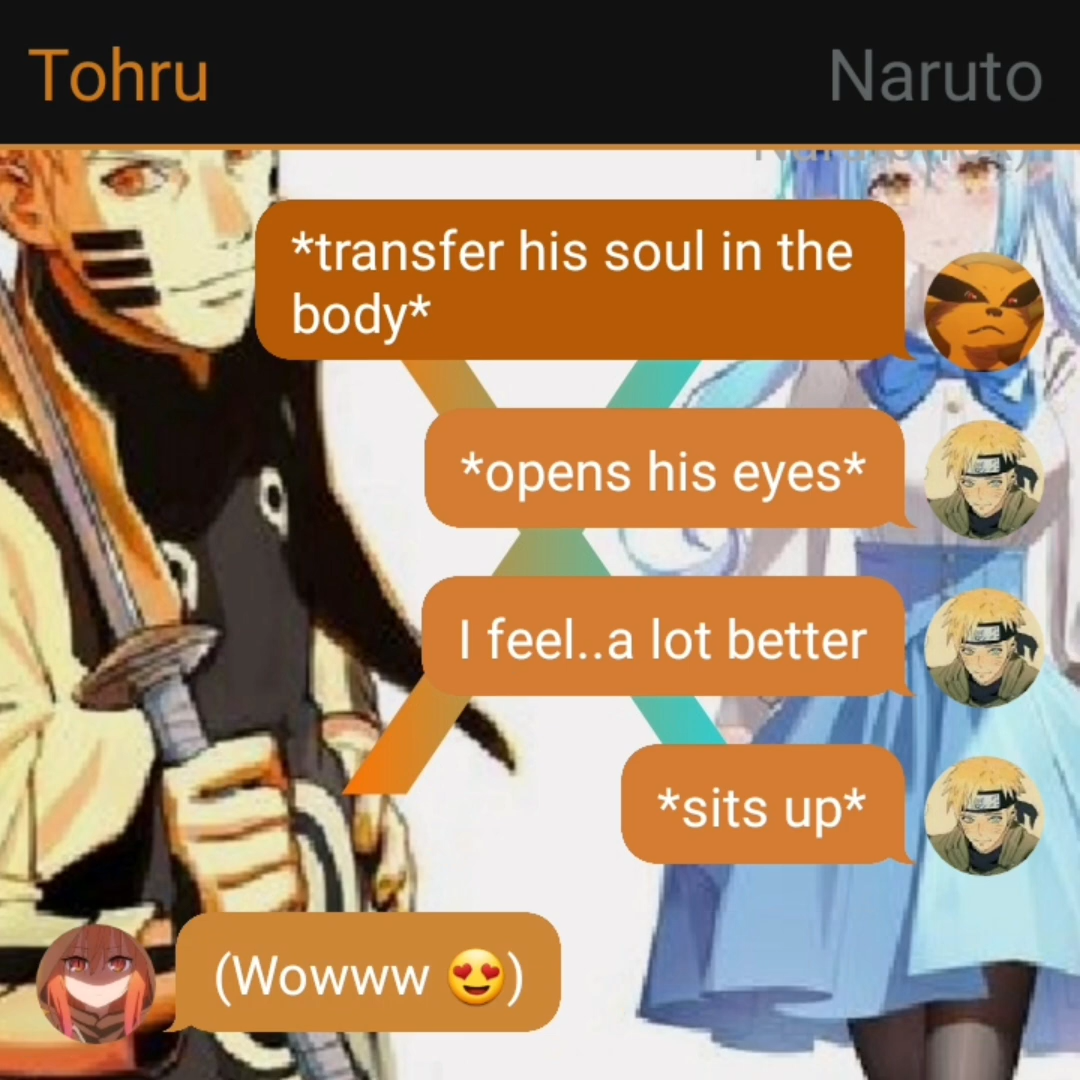 Tohru
Naruto
*transfer his soul in the
body*
*opens his eyes*
I feel..a lot better
*sits up*
(Wowww 😍)